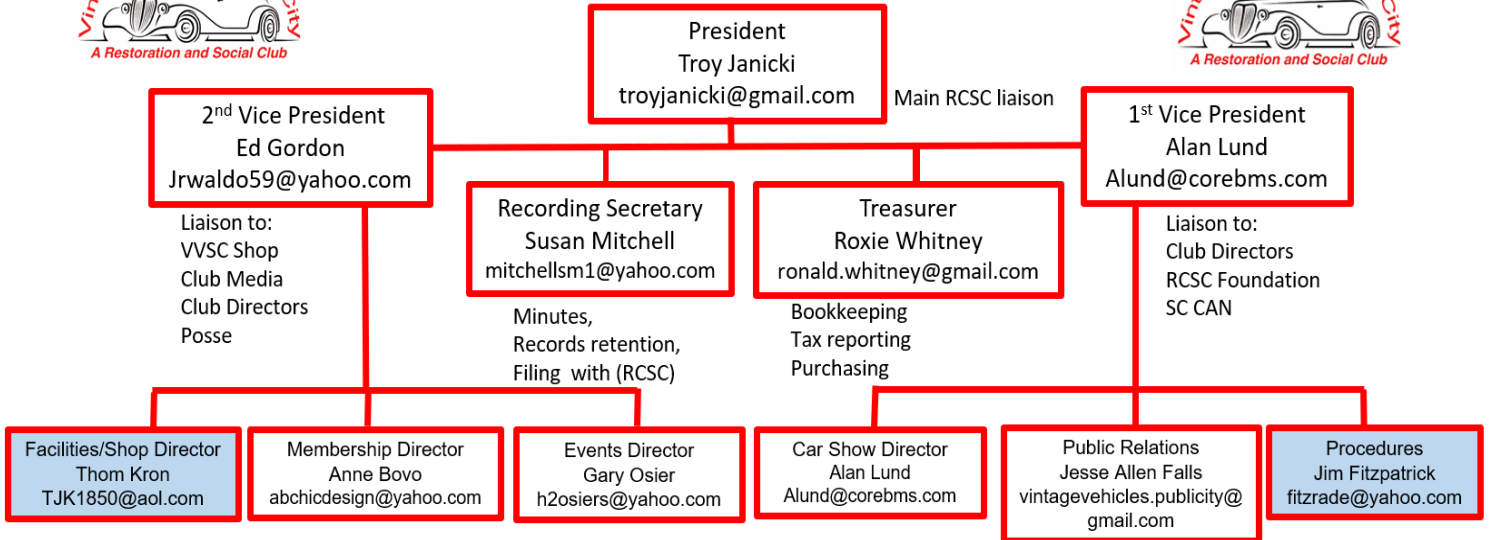 Vint
City
A Restoration and Social Club
President
Troy Janicki
troyjanicki@gmail.com
Main RCSC liaison
Vint
City
A Restoration and Social Club
2nd Vice President
Ed Gordon
Jrwaldo59@yahoo.com
1st Vice President
Alan Lund
Alund@corebms.com
Liaison to:
VVSC Shop
Club Media
Club Directors
Posse
Recording Secretary
Susan Mitchell
mitchellsm1@yahoo.com
Minutes,
Records retention,
Filing with (RCSC)
Treasurer
Roxie Whitney
ronald.whitney@gmail.com
Bookkeeping
Tax reporting
Purchasing
Liaison to:
Club Directors
RCSC Foundation
SC CAN
Facilities/Shop Director
Thom Kron
TJK1850@aol.com
Membership Director
Anne Bovo
abchicdesign@yahoo.com
Events Director
Gary Osier
h2osiers@yahoo.com
Car Show Director
Alan Lund
Alund@corebms.com
Public Relations
Jesse Allen Falls
vintagevehicles.publicity@
gmail.com
Procedures
Jim Fitzpatrick
fitzrade@yahoo.com